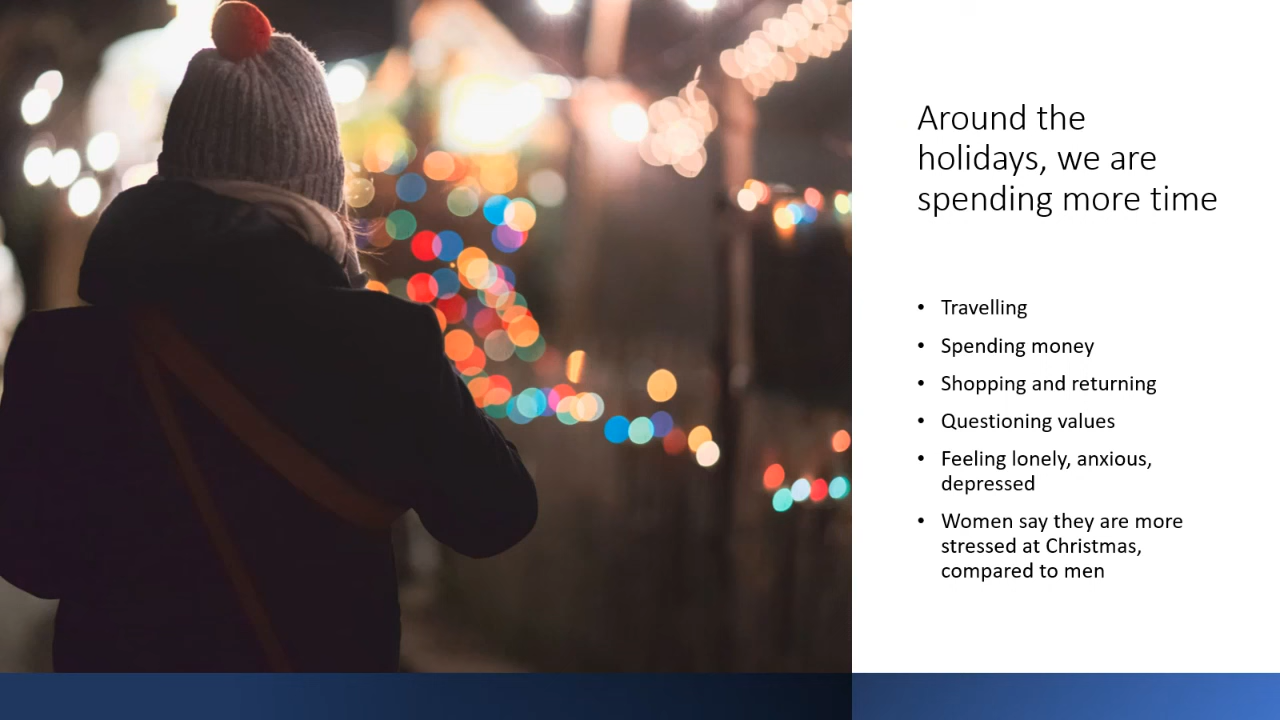 Around the
holidays, we are
spending more time
• Travelling
• Spending money
• Shopping and returning
• Questioning values
• Feeling lonely, anxious,
depressed
• Women say they are more
stressed at Christmas,
compared to men